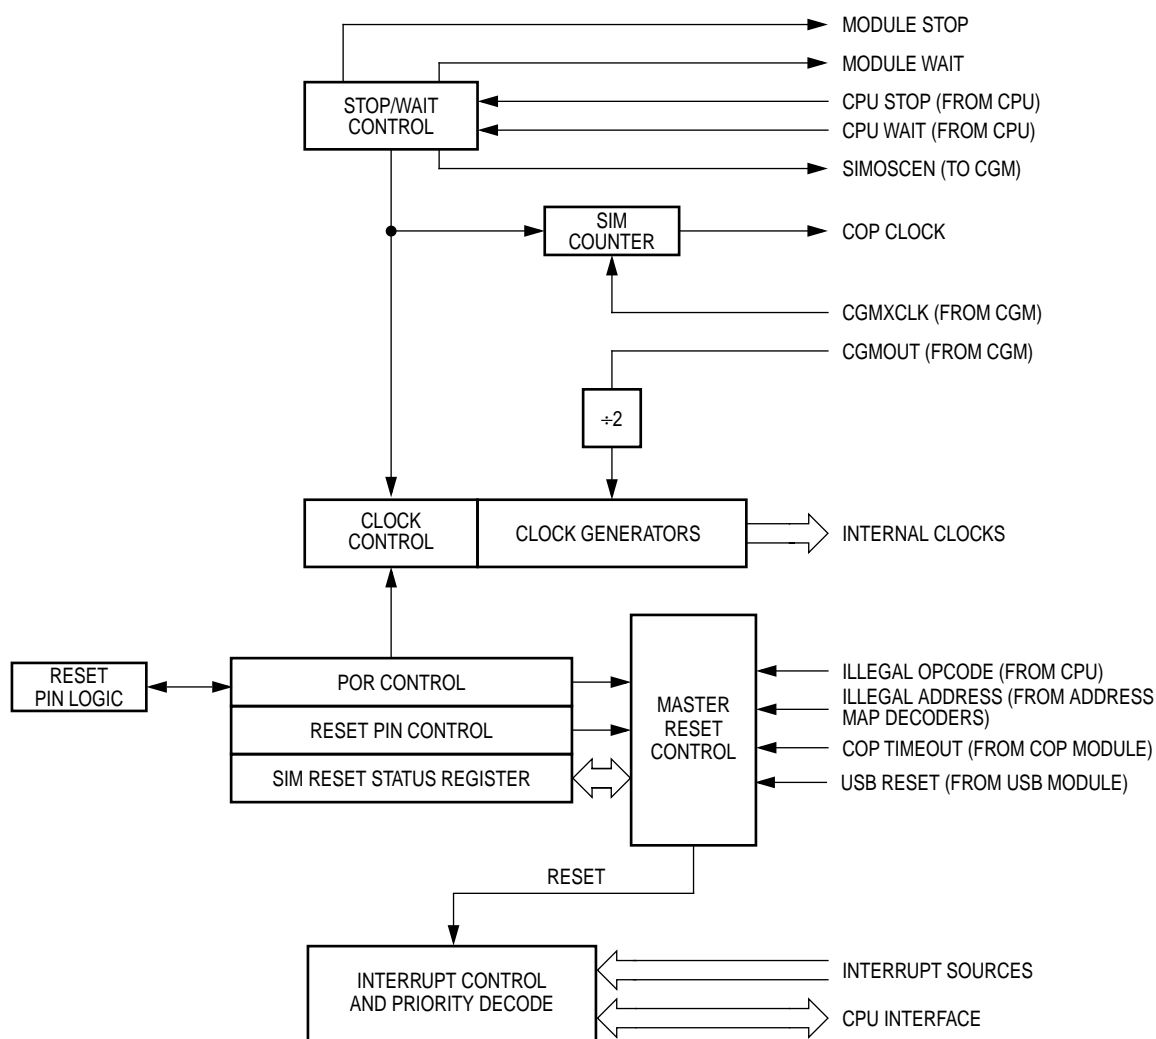 MODULE STOP
MODULE WAIT
STOP/WAIT
CONTROL
CPU STOP (FROM CPU)
CPU WAIT (FROM CPU)
SIMOSCEN (TO CGM)
SIM
COUNTER
COP CLOCK
CGMXCLK (FROM CGM)
CGMOUT (FROM CGM)
÷2
CLOCK
CONTROL
CLOCK GENERATORS
INTERNAL CLOCKS
RESET
PIN LOGIC
POR CONTROL
RESET PIN CONTROL
SIM RESET STATUS REGISTER
MASTER
RESET
CONTROL
ILLEGAL OPCODE (FROM CPU)
ILLEGAL ADDRESS (FROM ADDRESS
MAP DECODERS)
COP TIMEOUT (FROM COP MODULE)
USB RESET (FROM USB MODULE)
RESET
INTERRUPT CONTROL
AND PRIORITY DECODE
INTERRUPT SOURCES
CPU INTERFACE